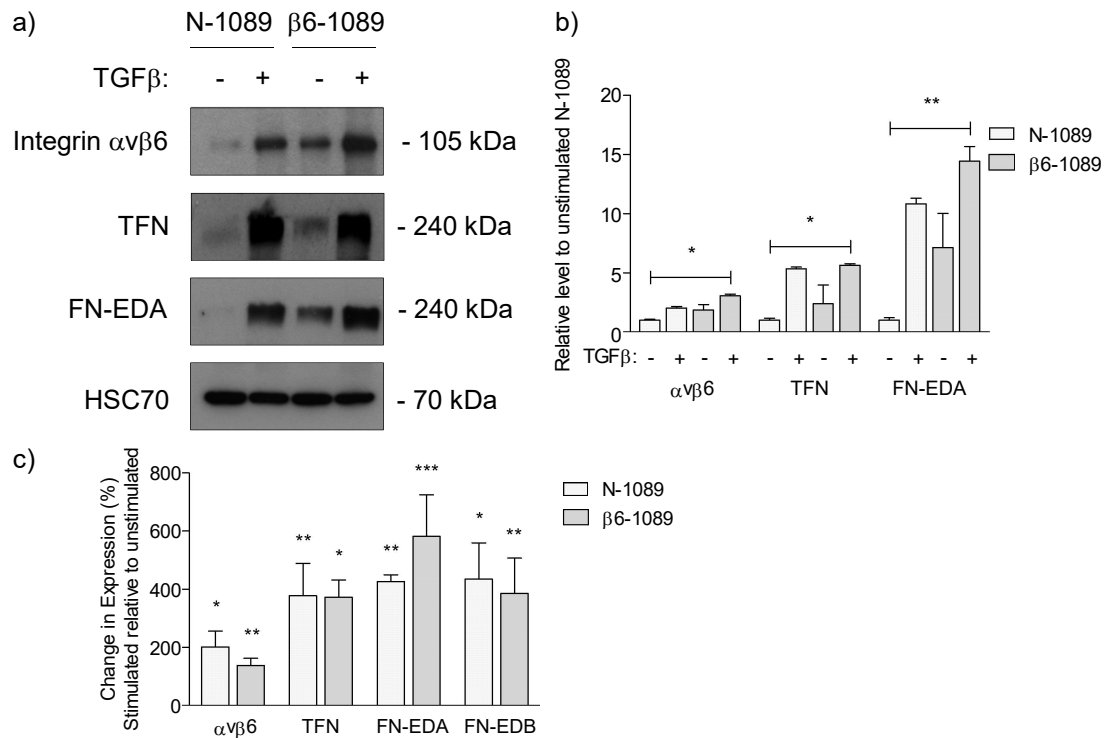 a)
N-1089 β6-1089
TGFβ: - + - +
Integrin αvβ6 - 105 kDa
TFN - 240 kDa
FN-EDA - 240 kDa
HSC70 - 70 kDa
b)
Relative level to unstimulated N-1089
20
15
10
5
0
* * **
N-1089
β6-1089
TGFβ: - + - + - + - + - + - +
αvβ6 TFN FN-EDA
c)
Change in Expression (%)
Stimulated relative to unstimulated
800
600
400
200
0
* ** ** * ** *** * **
N-1089
β6-1089
αvβ6 TFN FN-EDA FN-EDB